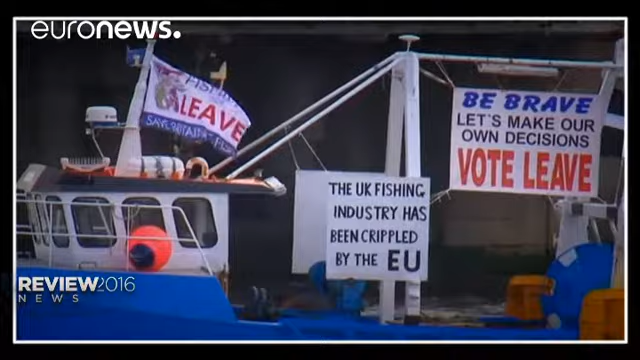 euronews.
FISHING
LEAVE
BE BRAVE
LET'S MAKE OUR
OWN DECISIONS
VOTE LEAVE
THE UK FISHING
INDUSTRY HAS
BEEN CRIPPLED
BY THE EU
REVIEW2016
NEWS